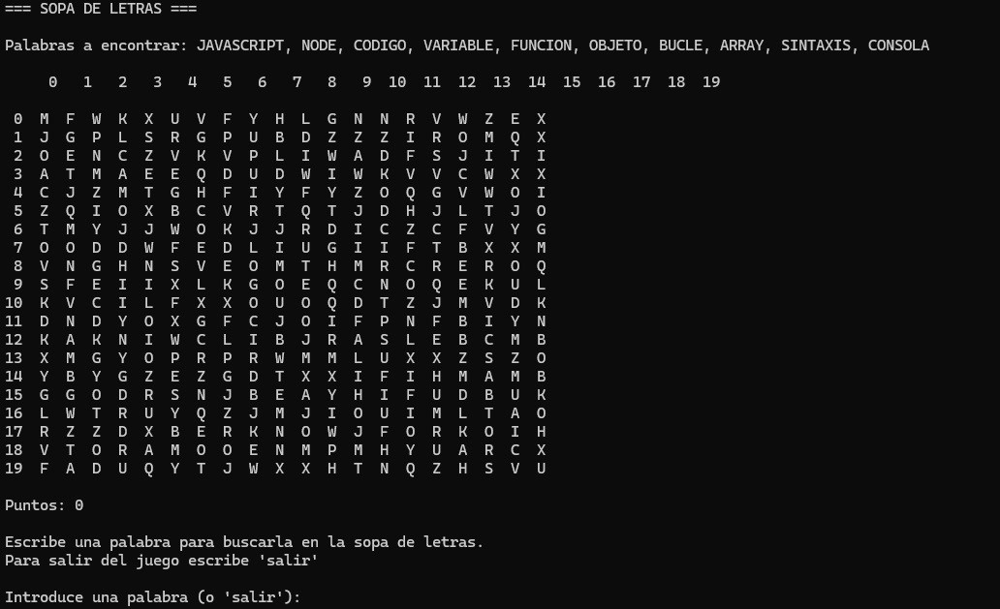 === SOPA DE LETRAS ===
Palabras a encontrar: JAVASCRIPT, NODE, CODIGO, VARIABLE, FUNCION, OBJETO, BUCLE, ARRAY, SINTAXIS, CONSOLA
0 1 2 3 4 5 6 7 8 9 10 11 12 13 14 15 16 17 18 19
0 M F W K X U V F Y H L G N N R V W Z E X
1 J G P L S R G P U B D Z Z Z I R O M Q X
2 O E N C Z V K V P L I W A D F S J I T I
3 A T M A E E Q D U D W I W K V V C W X X
4 C J Z M T G H F I Y F Y Z O Q G V W O I
5 Z Q I O X B C V R T Q T J D H J L T J O
6 T M Y J J W O K J J R D I C Z C F V Y G
7 O O D D W F E D L I U G I I F T B X X M
8 V N G H N S V E O M T H M R C R E R O Q
9 S F E I I X L K G O E Q C N O Q E K U L
10 K V C I L F X X O U O Q D T Z J M V D K
11 D N D Y O X G F C J O I F P N F B I Y N
12 K A K N I W C L I B J R A S L E B C M B
13 X M G Y O P R P R W M M L U X X Z S Z O
14 Y B Y G Z E Z G D T X X I F I H M A M B
15 G G O D R S N J B E A Y H I F U D B U K
16 L W T R U Y Q Z J M J I O U I M L T A O
17 R Z Z D X B E R K N O W J F O R K O I H
18 V T O R A M O O E N M P M H Y U A R C X
19 F A D U Q Y T J W X X H T N Q Z H S V U
Puntos: 0
Escribe una palabra para buscarla en la sopa de letras.
Para salir del juego escribe 'salir'
Introduce una palabra (o 'salir'):